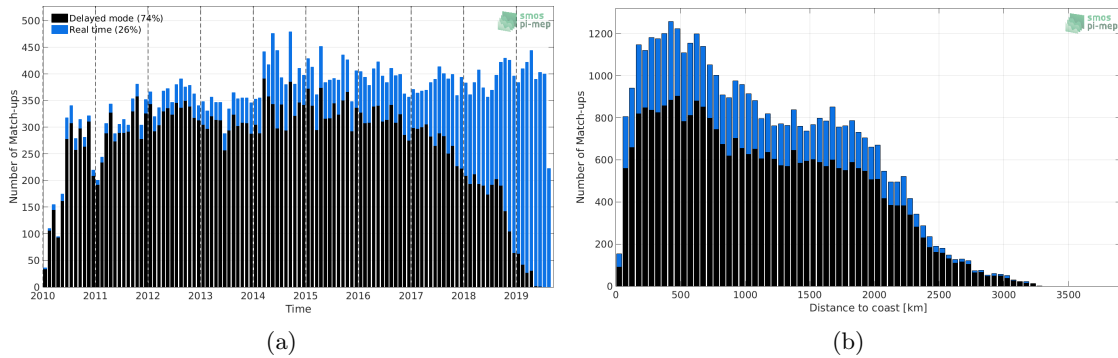 Delayed mode (74%)
Real time (26%)
smos
pi-mep
Number of Match-ups
500
450
400
350
300
250
200
150
100
50
0
2010 2011 2012 2013 2014 2015 2016 2017 2018 2019
Time
(a)
smos
pi-mep
Number of Match-ups
1200
1000
800
600
400
200
0
0 500 1000 1500 2000 2500 3000 3500
Distance to coast [km]
(b)